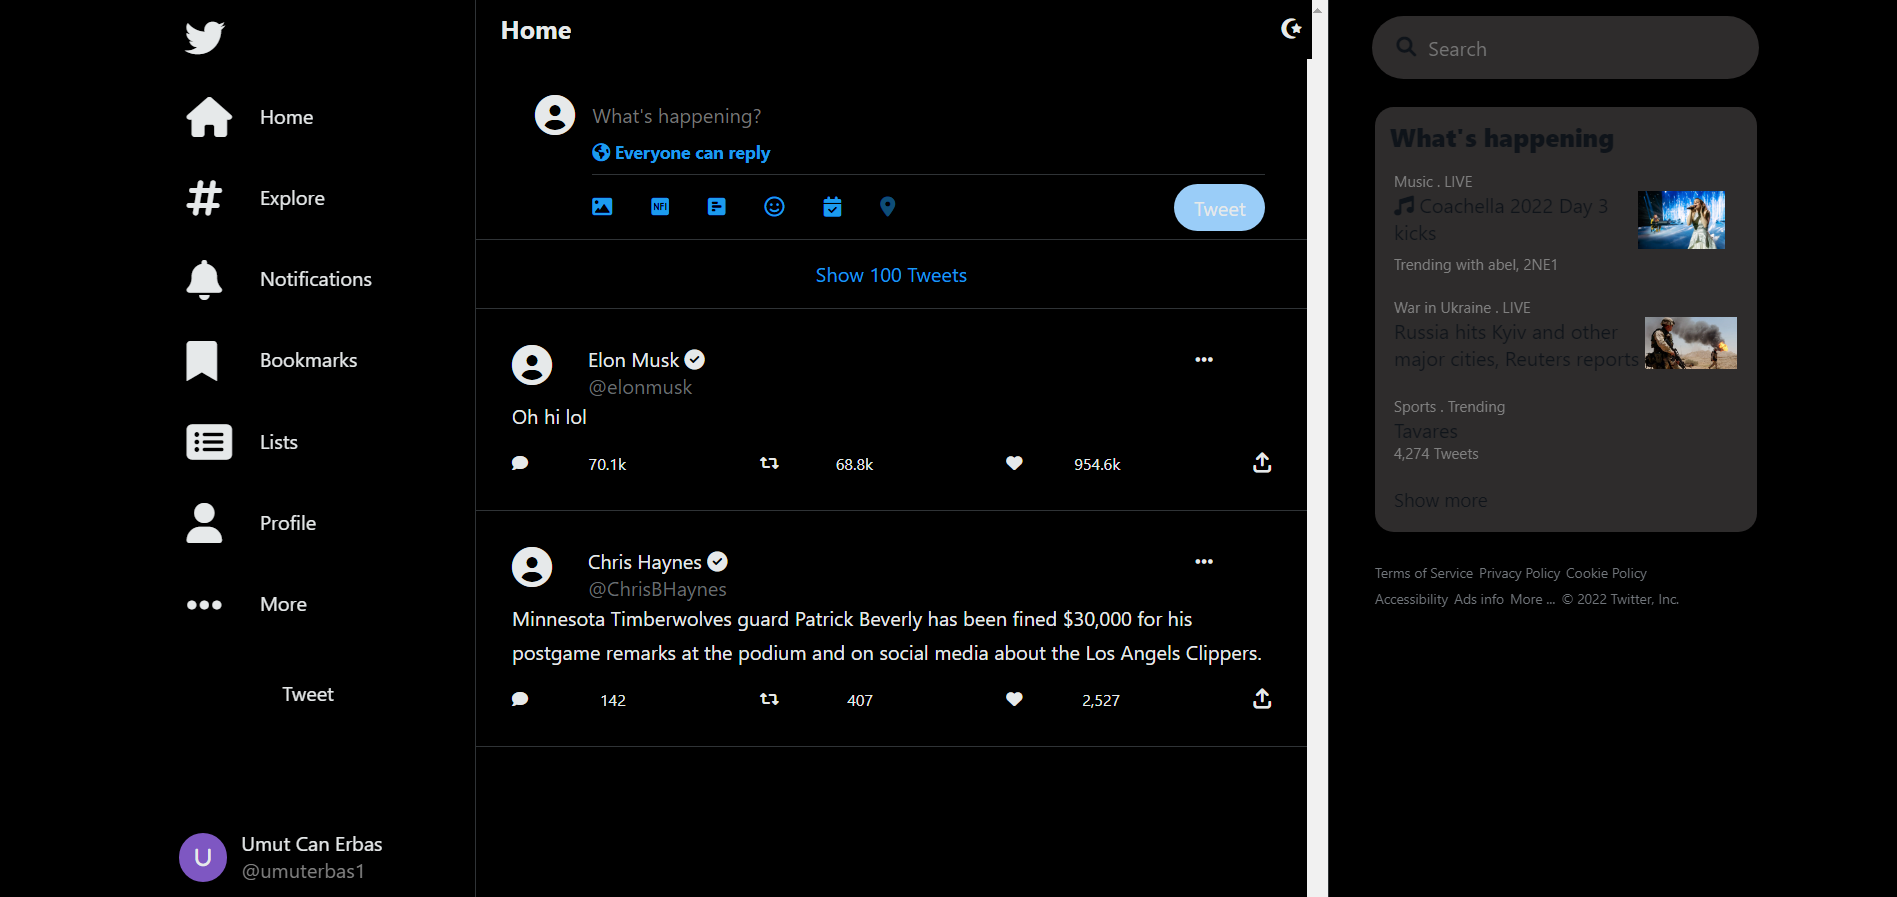 Home
Explore
Notifications
Bookmarks
Lists
Profile
More
Tweet
U
Umut Can Erbas
@umuterbas1
Home
What's happening?
Everyone can reply
NFI
Tweet
Show 100 Tweets
Elon Musk
@elonmusk
Oh hi lol
70.1k 68.8k 954.6k
Chris Haynes
@ChrisBHaynes
Minnesota Timberwolves guard Patrick Beverly has been fined $30,000 for his
postgame remarks at the podium and on social media about the Los Angels Clippers.
142 407 2,527
Search
What's happening
Music . LIVE
Coachella 2022 Day 3
kicks
Trending with abel, 2NE1
War in Ukraine . LIVE
Russia hits Kyiv and other
major cities, Reuters reports
Sports . Trending
Tavares
4,274 Tweets
Show more
Terms of Service Privacy Policy Cookie Policy
Accessibility Ads info More ... © 2022 Twitter, Inc.